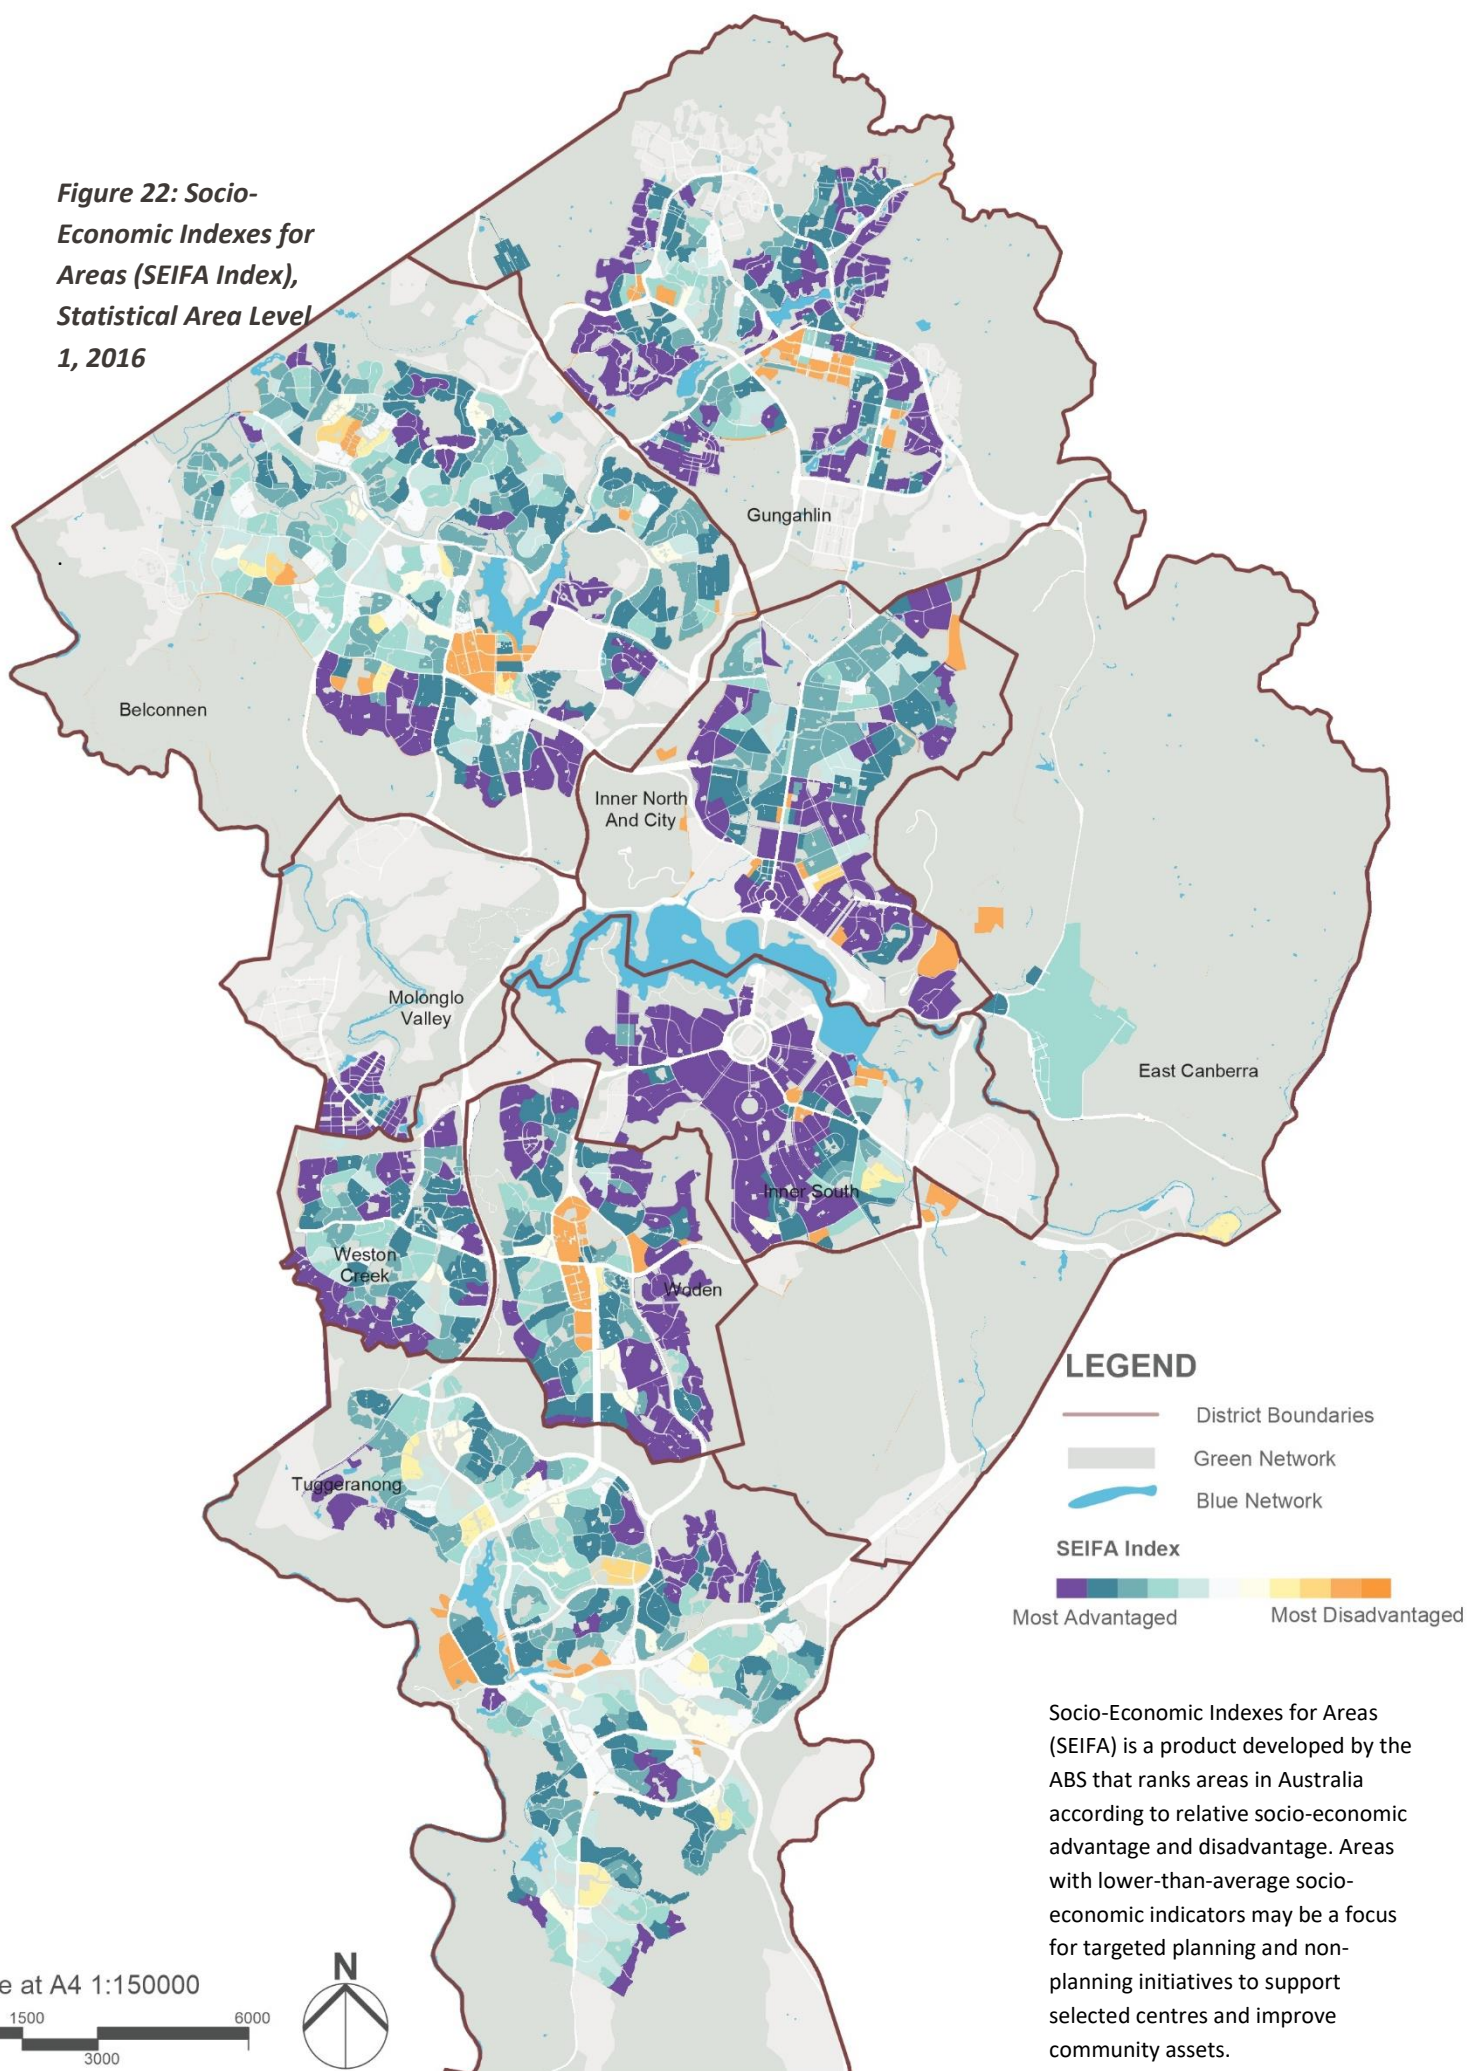 Figure 22: Socio-
Economic Indexes for
Areas (SEIFA Index),
Statistical Area Level
1, 2016
.
Gungahlin
Belconnen
Inner North
And City
Molonglo
Valley
East Canberra
Inner South
Weston
Creek
Woden
Tuggeranong
LEGEND
District Boundaries
Green Network
Blue Network
SEIFA Index
Most Advantaged
Most Disadvantaged
Socio-Economic Indexes for Areas
(SEIFA) is a product developed by the
ABS that ranks areas in Australia
according to relative socio-economic
advantage and disadvantage. Areas
with lower-than-average socio-
economic indicators may be a focus
for targeted planning and non-
planning initiatives to support
selected centres and improve
community assets.
e at A4 1:150000
1500
6000
3000
N